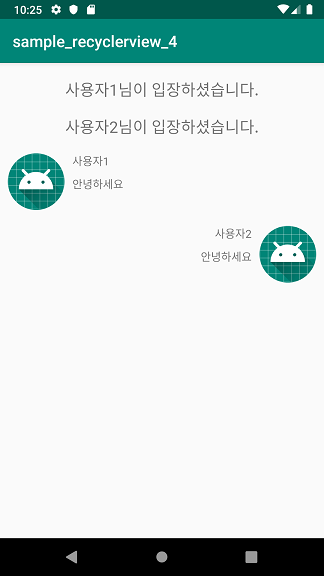 10:25
sample_recyclerview_4
사용자1님이 입장하셨습니다.
사용자2님이 입장하셨습니다.
사용자1
안녕하세요
사용자2
안녕하세요